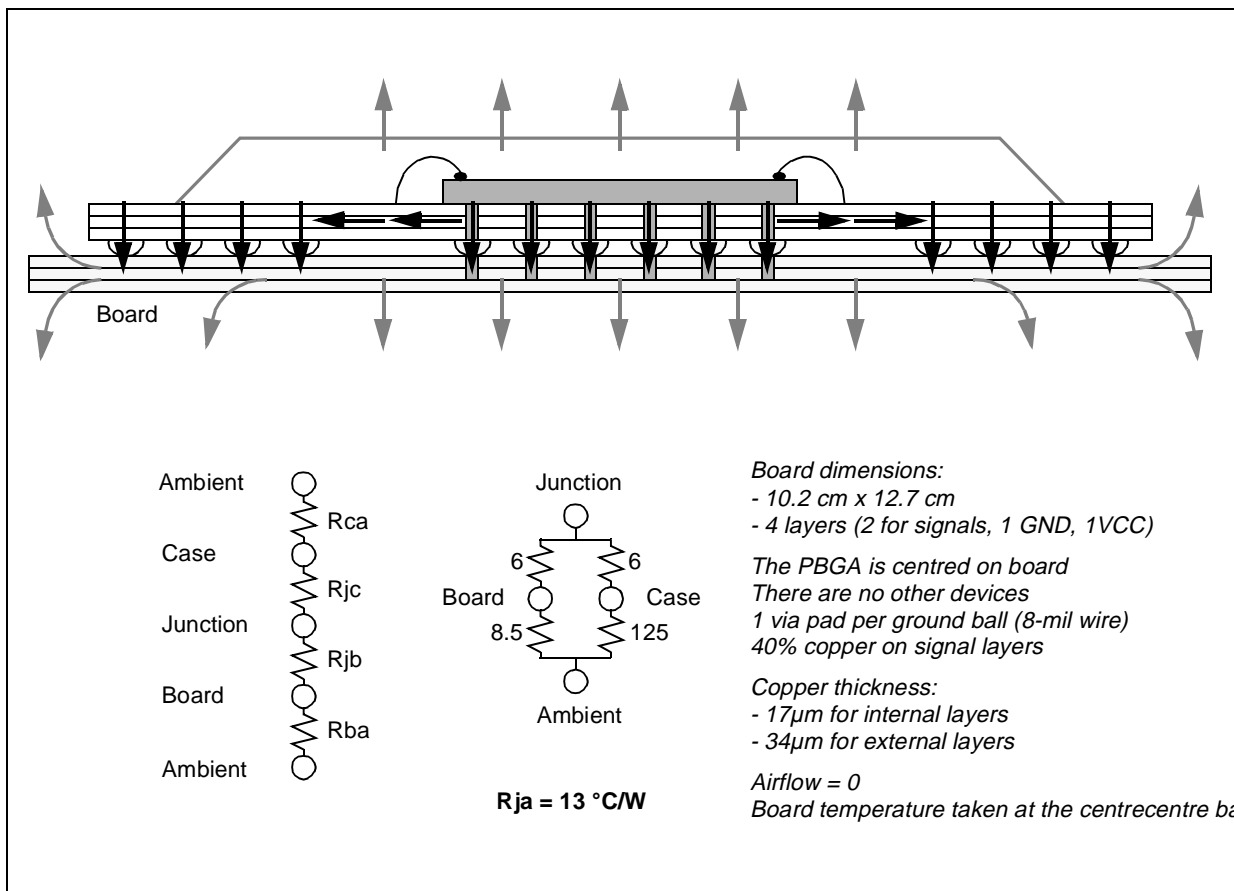 Board
Ambient
Rca
Case
Rjc
Junction
Rjb
Board
Rba
Ambient
Junction
6 6
Board Case
8.5 125
Ambient
Rja = 13 °C/W
Board dimensions:
- 10.2 cm x 12.7 cm
- 4 layers (2 for signals, 1 GND, 1VCC)
The PBGA is centred on board
There are no other devices
1 via pad per ground ball (8-mil wire)
40% copper on signal layers
Copper thickness:
- 17µm for internal layers
- 34µm for external layers
Airflow = 0
Board temperature taken at the centrecentre